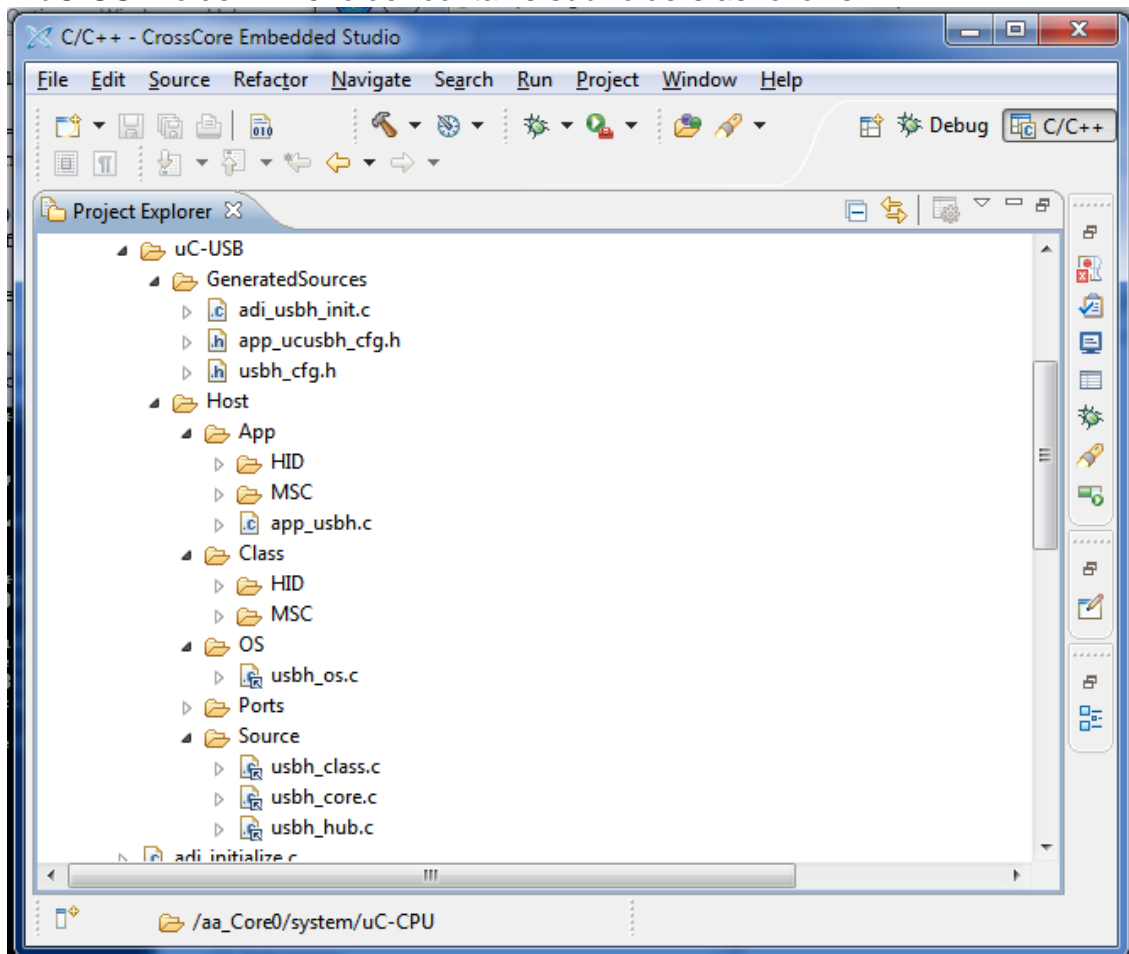 C/C++ - CrossCore Embedded Studio
File Edit Source Refactor Navigate Search Run Project Window Help
Debug C/C++
Project Explorer
uC-USB
GeneratedSources
adi_usbh_init.c
app_ucusbh_cfg.h
usbh_cfg.h
Host
App
HID
MSC
app_usbh.c
Class
HID
MSC
OS
usbh_os.c
Ports
Source
usbh_class.c
usbh_core.c
usbh_hub.c
adi_initialize.c
/aa_Core0/system/uC-CPU